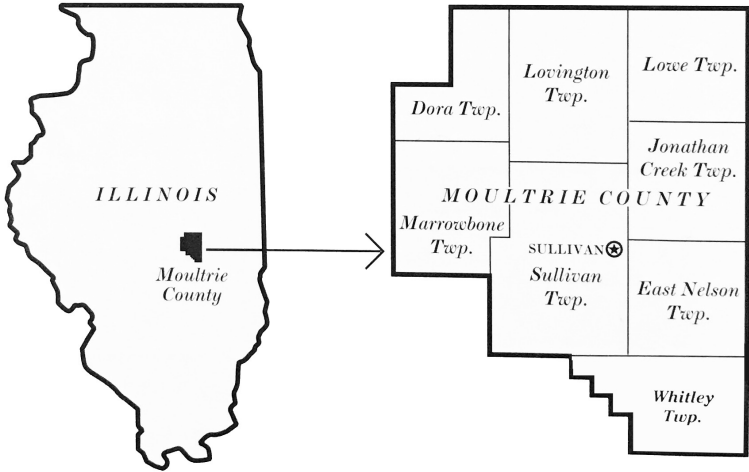 ILLINOIS
Moultrie
County
Lovington
Twp.
Lowe Twp.
Dora Twp.
Jonathan
Creek Twp.
MOULTRIE COUNTY
Marrowbone
Twp.
SULLIVAN
Sullivan
Twp.
East Nelson
Twp.
Whitley
Twp.